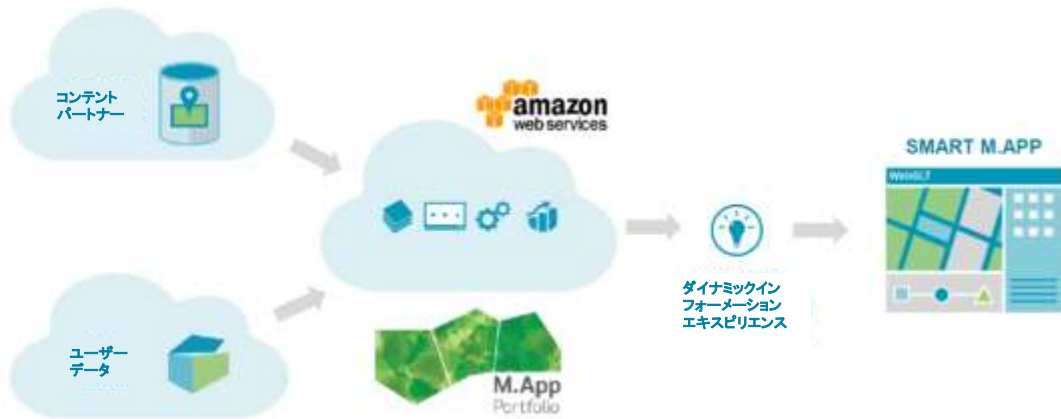 コンテント
パートナー
amazon
web services
SMART M.APP
WebGLT
ユーザー
データ
ダイナミックイン
フォーメーション
エキスピリエンス
M.App
Portfolio